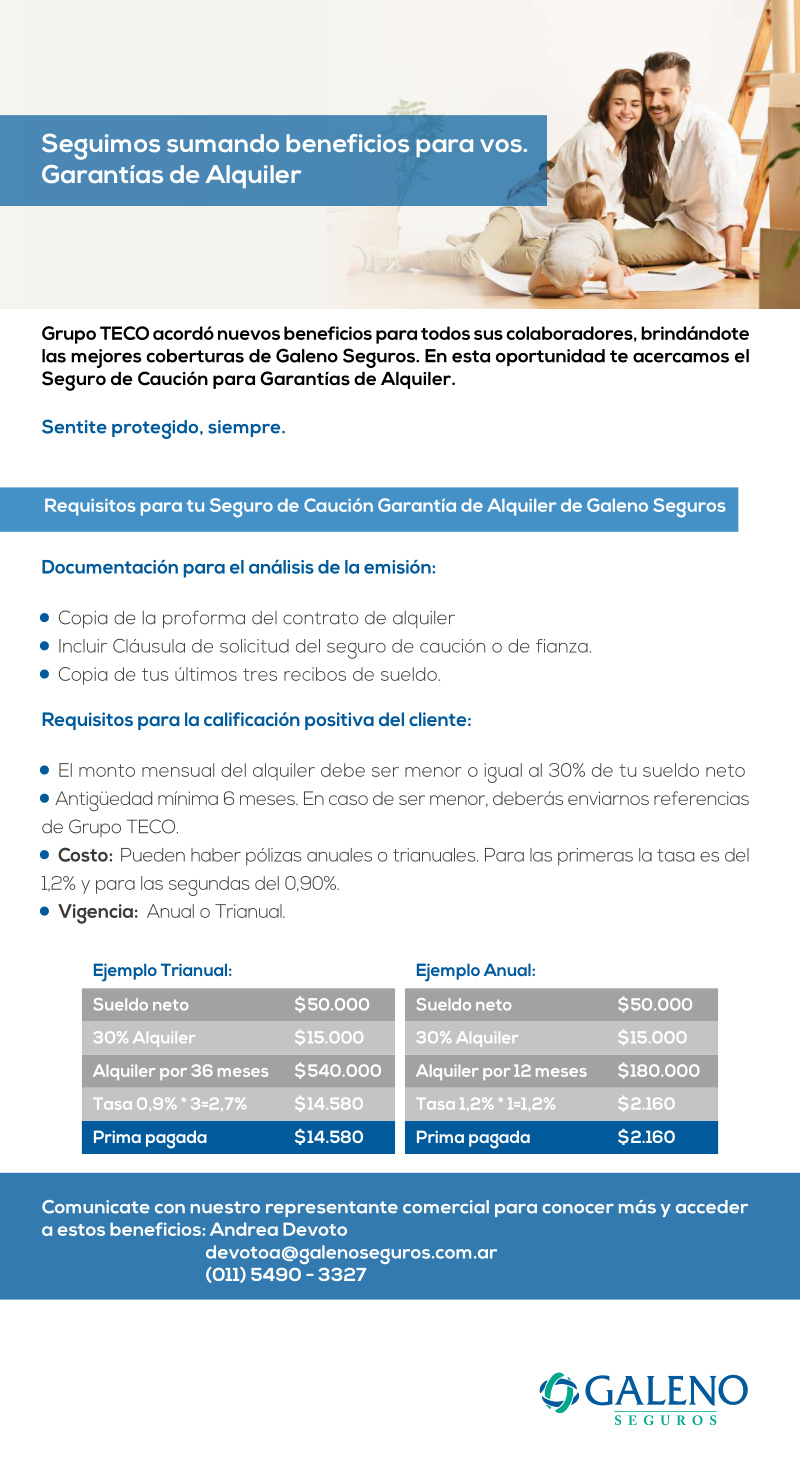 Seguimos sumando beneficios para vos.
Garantías de Alquiler
Grupo TECO acordó nuevos beneficios para todos sus colaboradores, brindándote
las mejores coberturas de Galeno Seguros. En esta oportunidad te acercamos el
Seguro de Caución para Garantías de Alquiler.
Sentite protegido, siempre.
Requisitos para tu Seguro de Caución Garantía de Alquiler de Galeno Seguros
Documentación para el análisis de la emisión:
• Copia de la proforma del contrato de alquiler
• Incluir Cláusula de solicitud del seguro de caución o de fianza.
• Copia de tus últimos tres recibos de sueldo.
Requisitos para la calificación positiva del cliente:
• El monto mensual del alquiler debe ser menor o igual al 30% de tu sueldo neto
• Antigüedad mínima 6 meses. En caso de ser menor, deberás enviarnos referencias
de Grupo TECO.
• Costo: Pueden haber pólizas anuales o trianuales. Para las primeras la tasa es del
1,2% y para las segundas del 0,90%.
• Vigencia: Anual o Trianual.
Ejemplo Trianual:
Sueldo neto $50.000
30% Alquiler $15.000
Alquiler por 36 meses $540.000
Tasa 0,9% * 3=2,7% $14.580
Prima pagada $14.580
Ejemplo Anual:
Sueldo neto $50.000
30% Alquiler $15.000
Alquiler por 12 meses $180.000
Tasa 1,2% * 1=1,2% $2.160
Prima pagada $2.160
Comunicate con nuestro representante comercial para conocer más y acceder
a estos beneficios: Andrea Devoto
devotoa@galenoseguros.com.ar
(011) 5490 - 3327
GALENO
SEGUROS